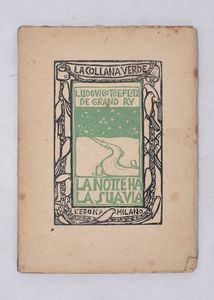 LA COLLANA VERDE
LUDOVICO TOEPLITZ
DE GRAND RY
LA NOTTE HA
LA SUA VIA
L'EROICA MILANO